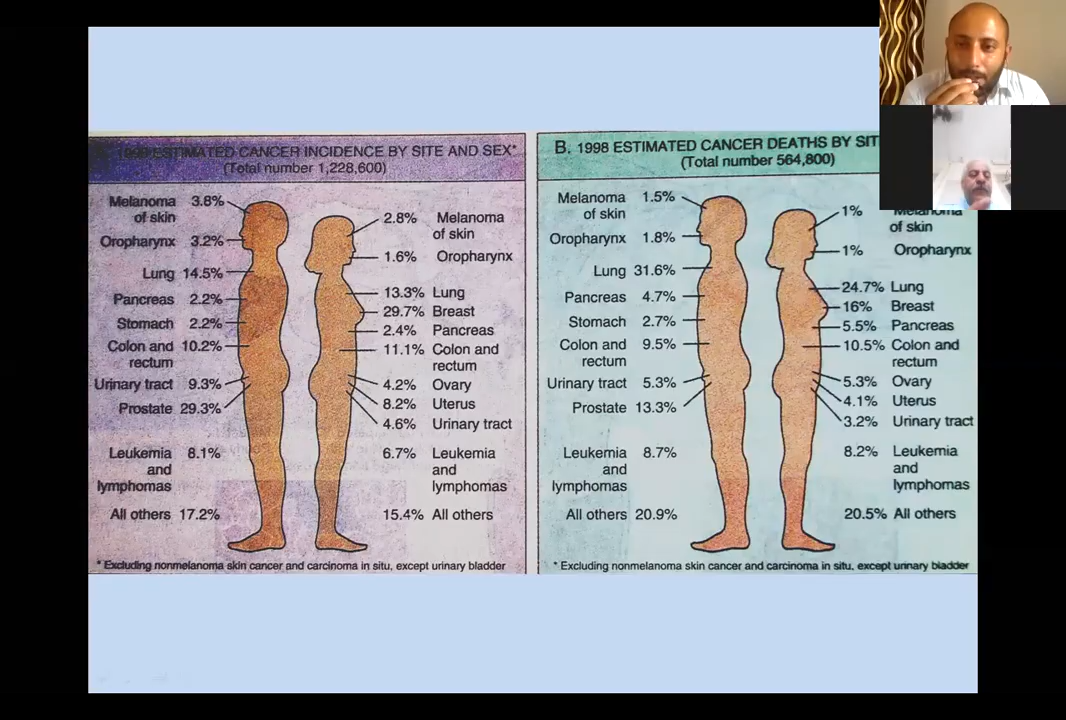 1998 ESTIMATED CANCER INCIDENCE BY SITE AND SEX*
(Total number 1,228,600)
Melanoma 3.8%
of skin
Oropharynx 3.2%
Lung 14.5%
Pancreas 2.2%
Stomach 2.2%
Colon and 10.2%
rectum
Urinary tract 9.3%
Prostate 29.3%
Leukemia 8.1%
and
lymphomas
All others 17.2%
2.8% Melanoma
of skin
1.6% Oropharynx
13.3% Lung
29.7% Breast
2.4% Pancreas
11.1% Colon and
rectum
4.2% Ovary
8.2% Uterus
4.6% Urinary tract
6.7% Leukemia
and
lymphomas
15.4% All others
* Excluding nonmelanoma skin cancer and carcinoma in situ, except urinary bladder
B. 1998 ESTIMATED CANCER DEATHS BY SIT
(Total number 564,800)
Melanoma 1.5%
of skin
Oropharynx 1.8%
Lung 31.6%
Pancreas 4.7%
Stomach 2.7%
Colon and 9.5%
rectum
Urinary tract 5.3%
Prostate 13.3%
Leukemia 8.7%
and
lymphomas
All others 20.9%
1% Melanoma
of skin
1% Oropharynx
24.7% Lung
16% Breast
5.5% Pancreas
10.5% Colon and
rectum
5.3% Ovary
4.1% Uterus
3.2% Urinary tract
8.2% Leukemia
and
lymphomas
20.5% All others
* Excluding nonmelanoma skin cancer and carcinoma in situ, except urinary bladder